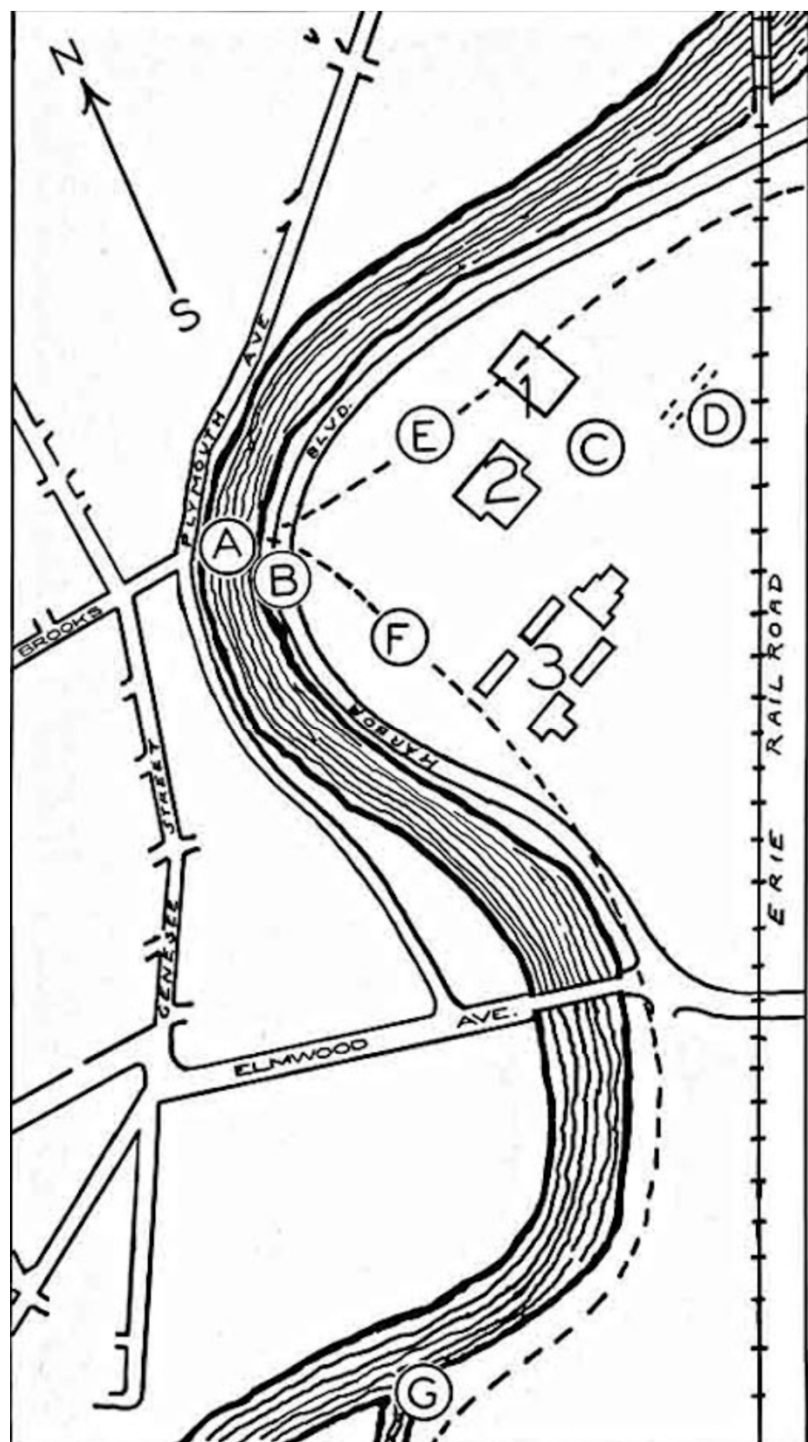 N
S
PLYMOUTH AVE
BLVD.
1
E
C
D
2
A
B
BROOKS
F
3
HARBOR
STREET
GENESEE
ERIE RAILROAD
AVE.
ELMWOOD
G